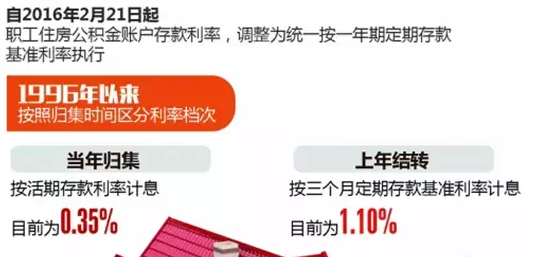 自2016年2月21日起
职工住房公积金账户存款利率，调整为统一按一年期定期存款
基准利率执行
1996年以来
按照归集时间区分利率档次
当年归集
按活期存款利率计息
目前为0.35%
上年结转
按三个月定期存款基准利率计息
目前为1.10%